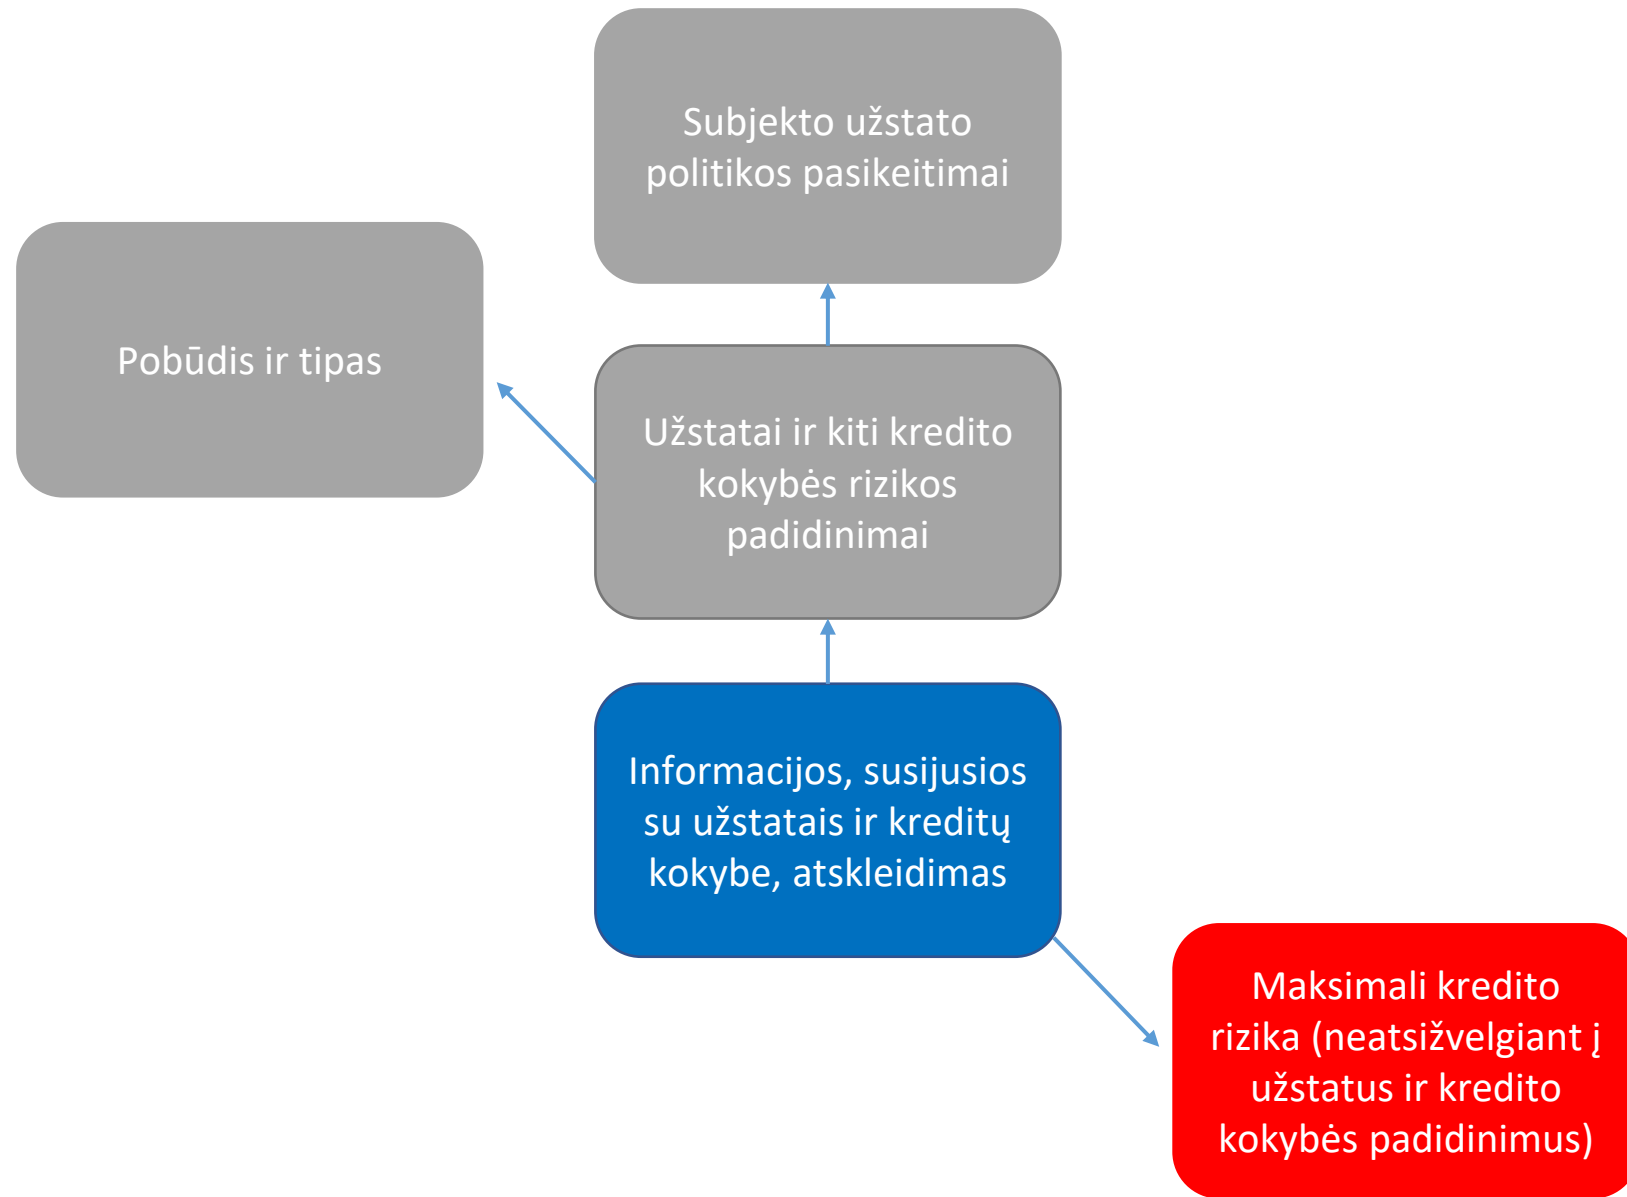 Subjekto užstato
politikos pasikeitimai
Pobūdis ir tipas
Užstatai ir kiti kredito
kokybės rizikos
padidinimai
Informacijos, susijusios
su užstatais ir kreditų
kokybe, atskleidimas
Maksimali kredito
rizika (neatsižvelgiant į
užstatus ir kredito
kokybės padidinimus)